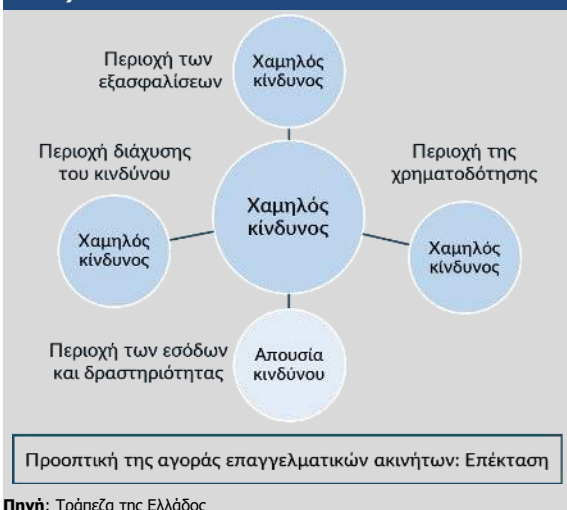 Περιοχή των
εξασφαλίσεων
Χαμηλός
κίνδυνος
Περιοχή διάχυσης
του κινδύνου
Χαμηλός
κίνδυνος
Χαμηλός
κίνδυνος
Περιοχή της
χρηματοδότησης
Χαμηλός
κίνδυνος
Περιοχή των εσόδων
και δραστηριότητας
Απουσία
κινδύνου
Προοπτική της αγοράς επαγγελματικών ακινήτων: Επέκταση
Πηγή: Τράπεζα της Ελλάδος